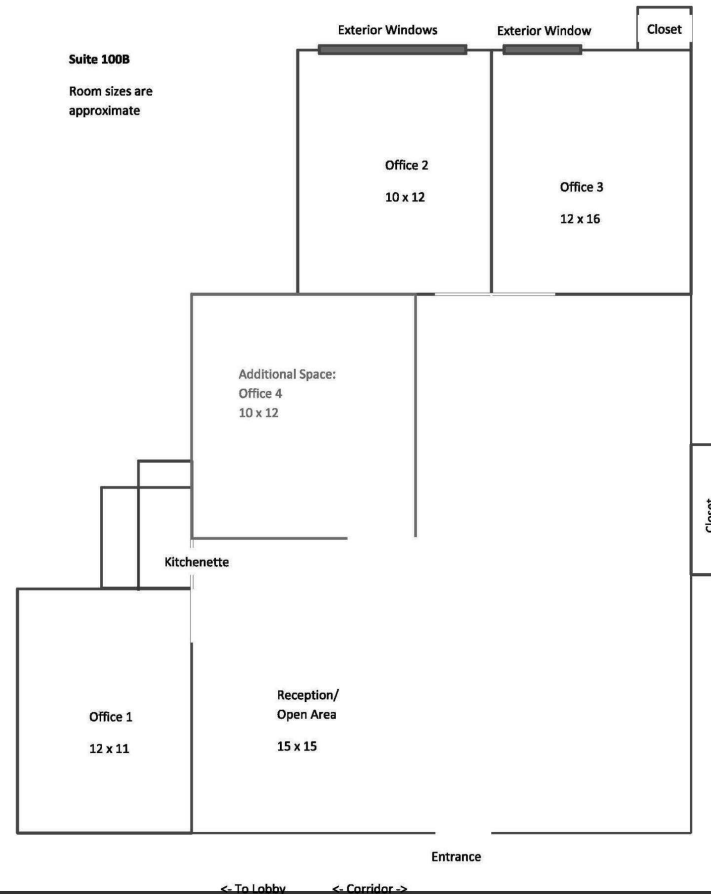 Exterior Windows
Exterior Window
Closet
Suite 100B
Room sizes are
approximate
Office 2
10 x 12
Office 3
12 x 16
Additional Space:
Office 4
10 x 12
Closet
Kitchenette
Office 1
12 x 11
Reception/
Open Area
15 x 15
Entrance
<- To Lobby <- Corridor ->